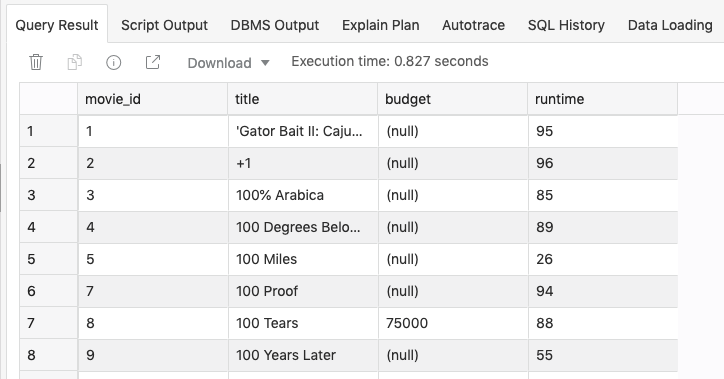 Query Result Script Output DBMS Output Explain Plan Autotrace SQL History Data Loading
Download Execution time: 0.827 seconds
movie_id title budget runtime
1 1 'Gator Bait II: Caju... (null) 95
2 2 +1 (null) 96
3 3 100% Arabica (null) 85
4 4 100 Degrees Belo... (null) 89
5 5 100 Miles (null) 26
6 7 100 Proof (null) 94
7 8 100 Tears 75000 88
8 9 100 Years Later (null) 55